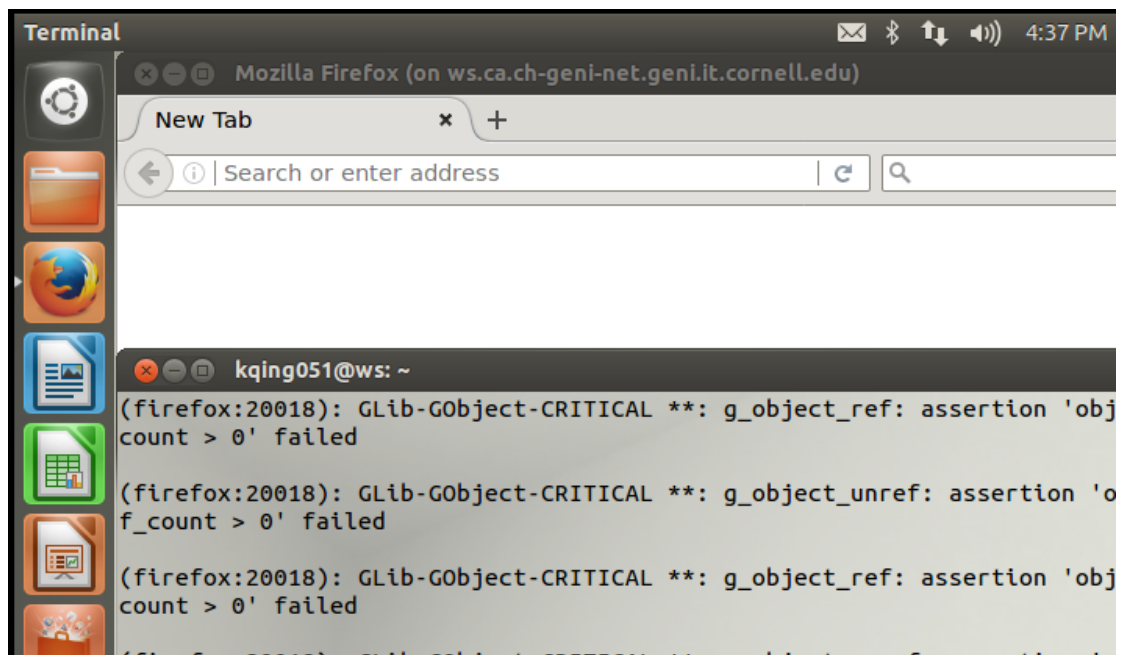 Terminal
4:37 PM
Mozilla Firefox (on ws.ca.ch-geni-net.geni.it.cornell.edu)
New Tab
Search or enter address
kqing051@ws: ~
(firefox:20018): GLib-GObject-CRITICAL **: g_object_ref: assertion 'obj
count > 0' failed
(firefox:20018): GLib-GObject-CRITICAL **: g_object_unref: assertion 'o
f_count > 0' failed
(firefox:20018): GLib-GObject-CRITICAL **: g_object_ref: assertion 'obj
count > 0' failed